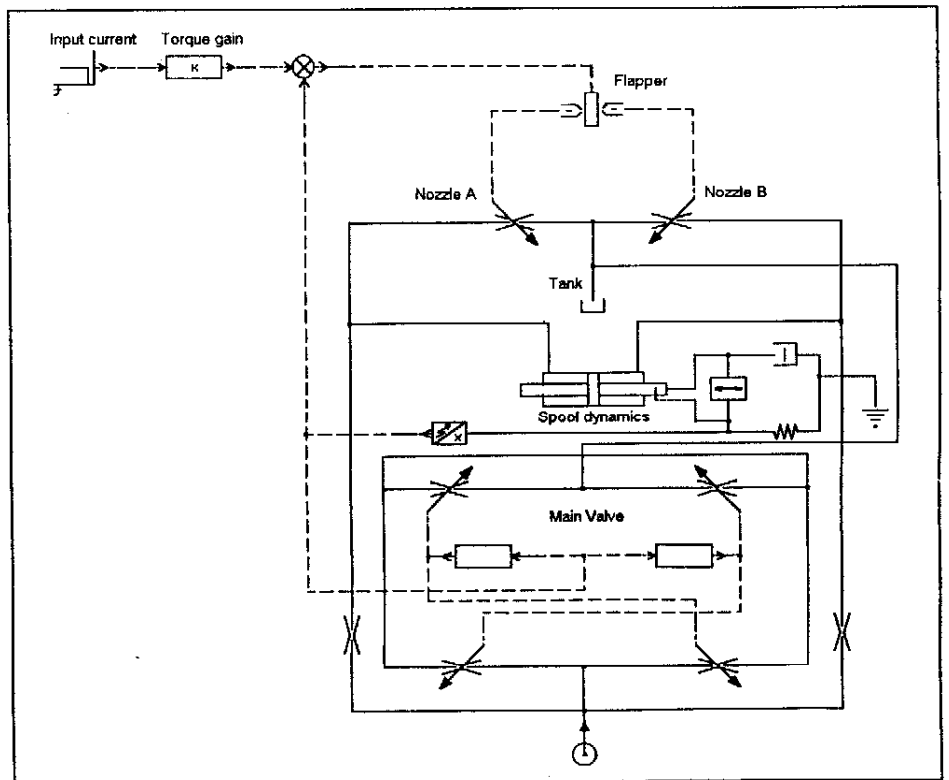 Input current
Torque gain
K
Flapper
Nozzle A
Nozzle B
Tank
Spool dynamics
x
Main Valve